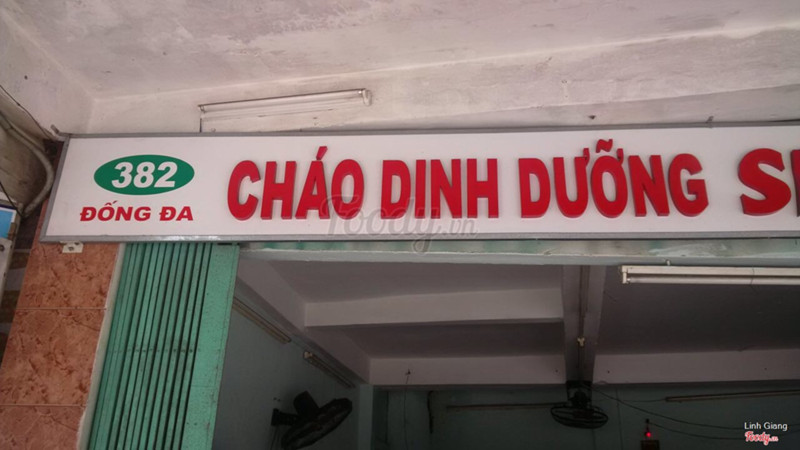 382
ĐỐNG ĐA
CHÁO DINH DƯỠNG
Foody.vn
Linh Giang
Foody.vn